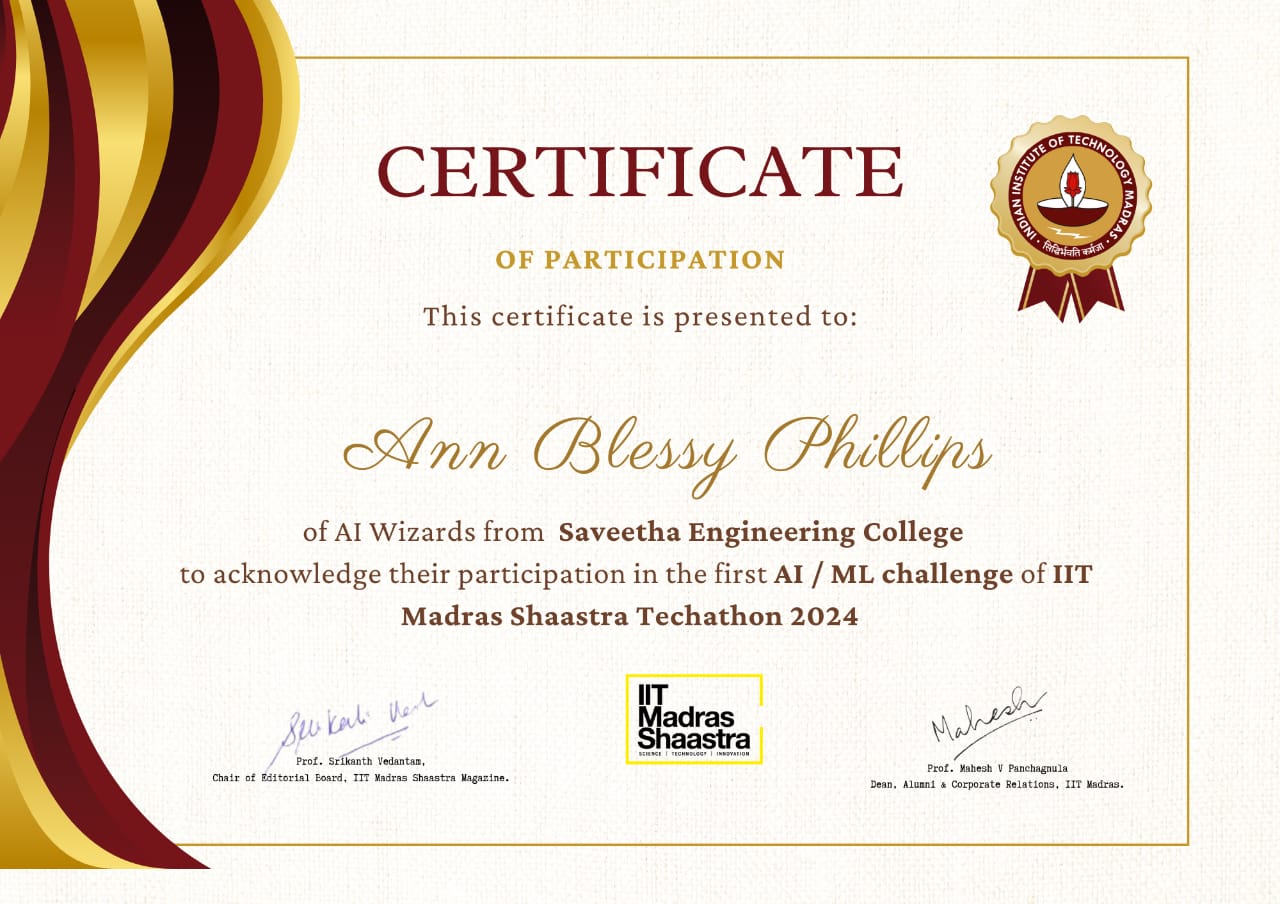 CERTIFICATE
INDIAN INSTITUTE OF TECHNOLOGY MADRAS
सिद्धिर्भवति कर्मजा
OF PARTICIPATION
This certificate is presented to:
Ann Blessy Phillips
of AI Wizards from Saveetha Engineering College
to acknowledge their participation in the first AI / ML challenge of IIT
Madras Shaastra Techathon 2024
IIT
Madras
Shaastra
SCIENCE | TECHNOLOGY | INNOVATION
Mahesh
Prof. Srikanth Vedantam,
Chair of Editorial Board, IIT Madras Shaastra Magazine.
Prof. Mahesh V Panchagnula
Dean, Alumni & Corporate Relations, IIT Madras.